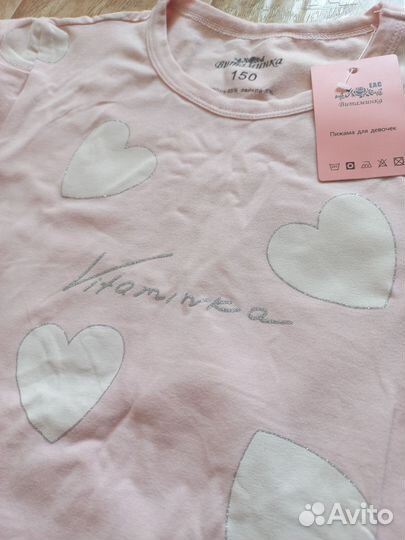 Витаминка
150
EAC
Витаминка
Пижама для девочек
Vitaminka
Avito